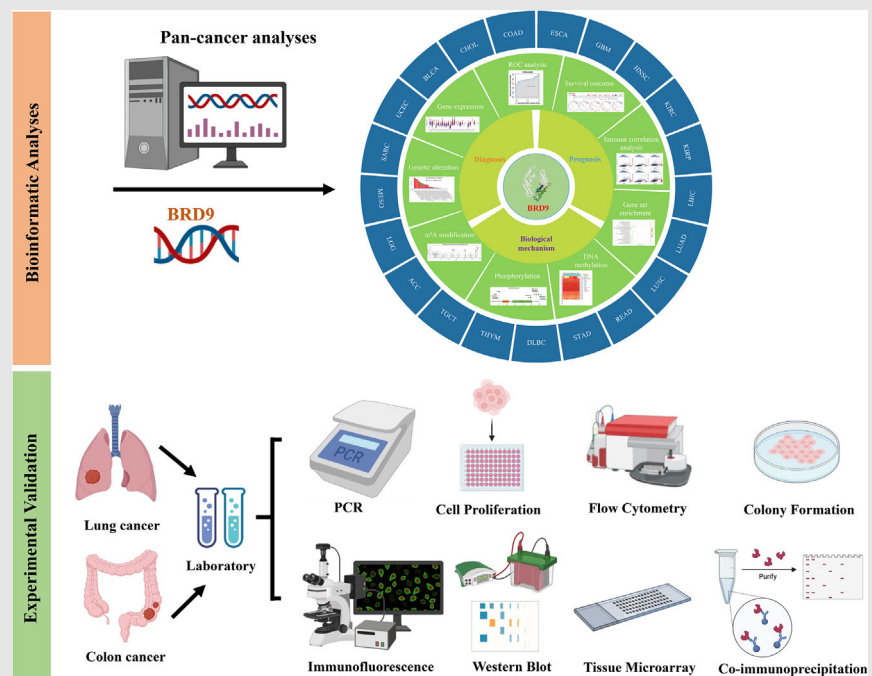 Bioinformatic Analyses
Pan-cancer analyses
BRD9
COAD
ESCA
GBM
HNSC
KIRC
KIRP
LIHC
LUAD
LUSC
READ
STAD
DLBC
THYM
TGCT
ACC
LGG
MESO
SARC
UCEC
BLCA
CHOL
ROC analysis
Survival outcome
Immune correlation
analysis
Gene set
enrichment
DNA
methylation
Phosphorylation
m⁶A modification
Genetic alteration
Gene expression
Diagnosis
Prognosis
Biological
mechanism
BRD9
Experimental Validation
Lung cancer
Colon cancer
Laboratory
PCR
PCR
Cell Proliferation
Flow Cytometry
Colony Formation
Immunofluorescence
Western Blot
Tissue Microarray
Purify
Co-immunoprecipitation